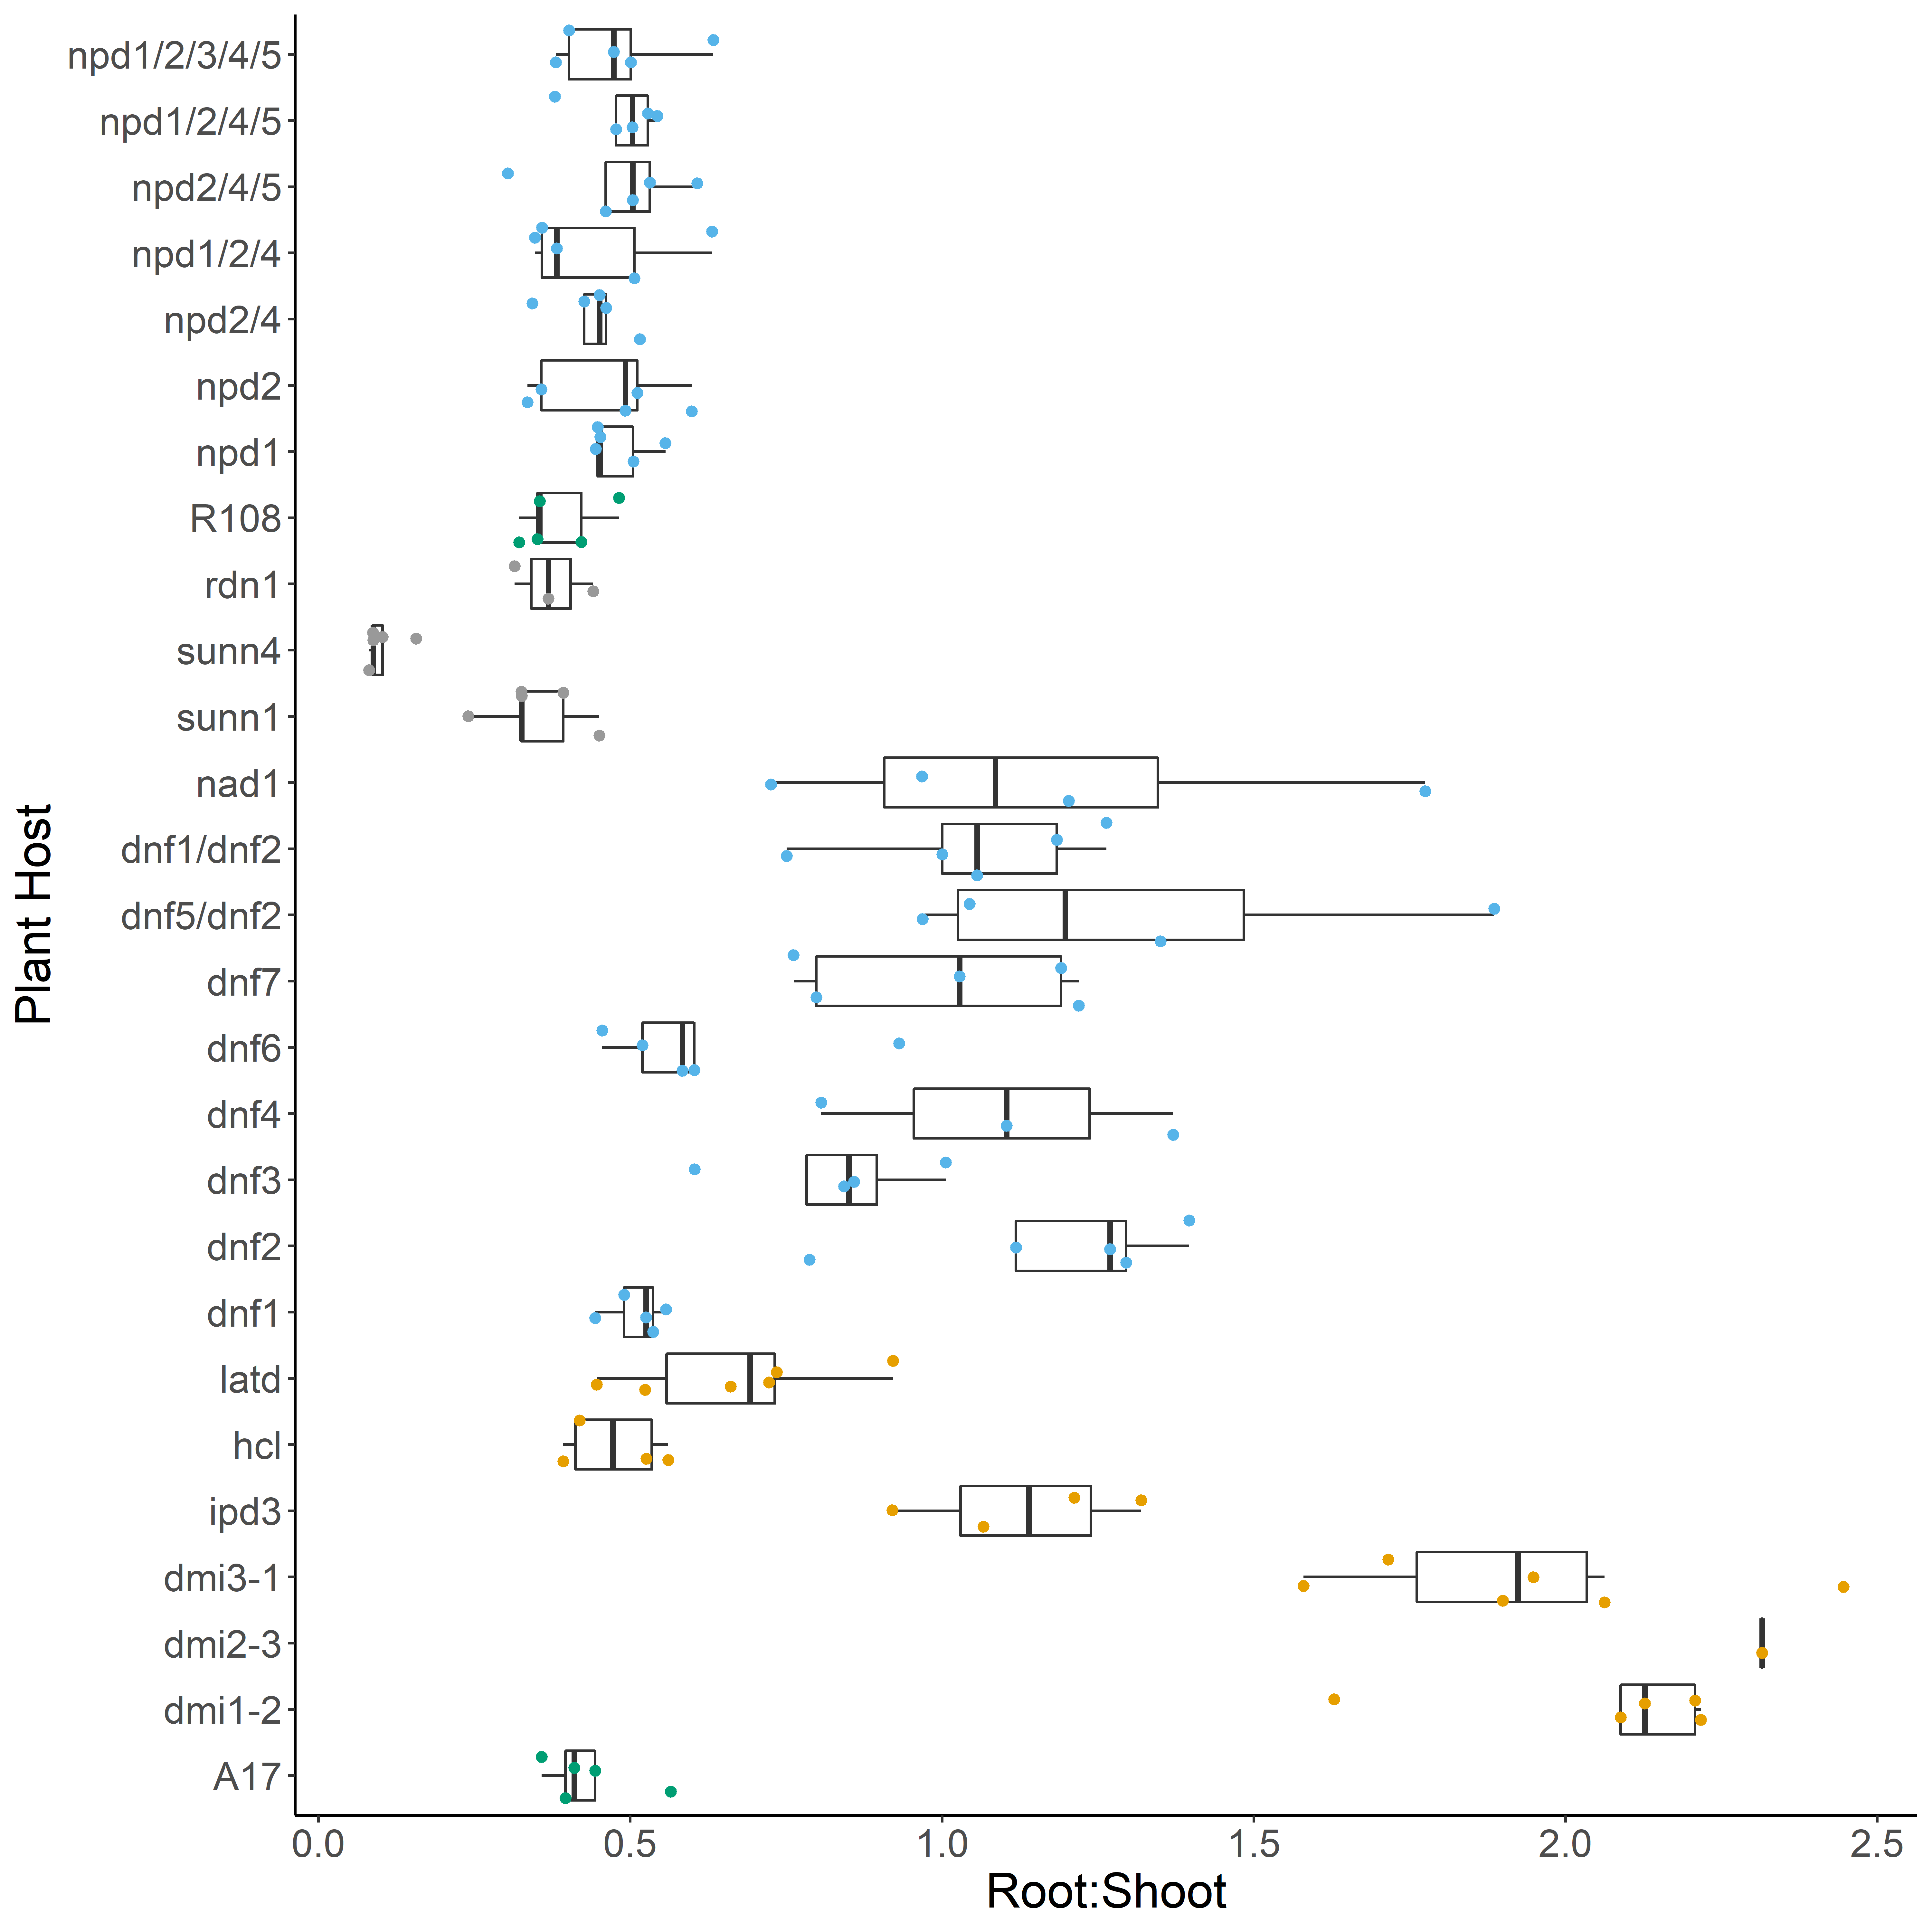 npd1/2/3/4/5
npd1/2/4/5
npd2/4/5
npd1/2/4
npd2/4
npd2
npd1
R108
rdn1
sunn4
sunn1
nad1
dnf1/dnf2
dnf5/dnf2
dnf7
dnf6
dnf4
dnf3
dnf2
dnf1
latd
hcl
ipd3
dmi3-1
dmi2-3
dmi1-2
A17
Plant Host
0.0 0.5 1.0 1.5 2.0 2.5
Root:Shoot